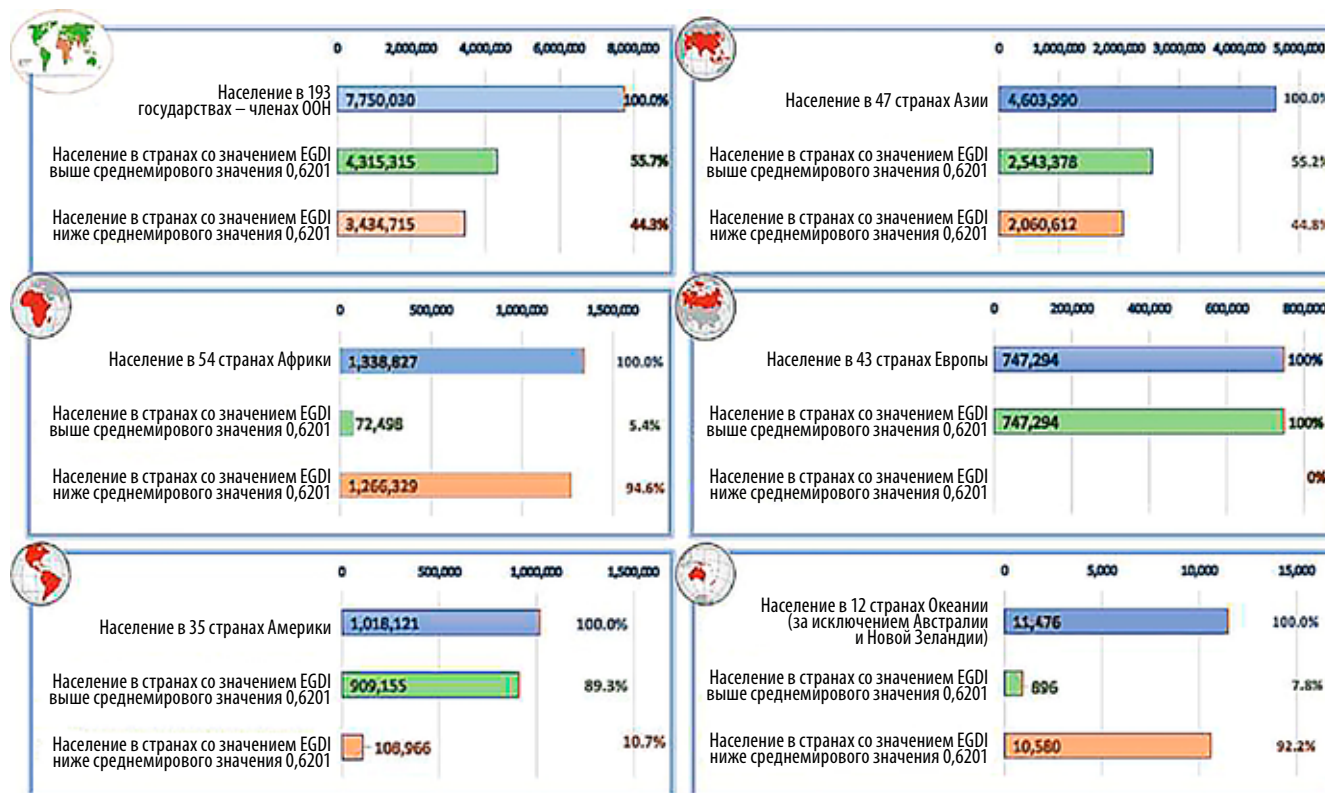 0 2,000,000 4,000,000 6,000,000 8,000,000
Население в 193
государствах – членах ООН
7,750,030 100.0%
Население в странах со значением EGDI
выше среднемирового значения 0,6201
4,315,315 55.7%
Население в странах со значением EGDI
ниже среднемирового значения 0,6201
3,434,715 44.3%
0 1,000,000 2,000,000 3,000,000 4,000,000 5,000,000
Население в 47 странах Азии
4,603,990 100.0%
Население в странах со значением EGDI
выше среднемирового значения 0,6201
2,543,378 55.2%
Население в странах со значением EGDI
ниже среднемирового значения 0,6201
2,060,612 44.8%
0 500,000 1,000,000 1,500,000
Население в 54 странах Африки
1,338,827 100.0%
Население в странах со значением EGDI
выше среднемирового значения 0,6201
72,498 5.4%
Население в странах со значением EGDI
ниже среднемирового значения 0,6201
1,266,329 94.6%
0 200,000 400,000 600,000 800,000
Население в 43 странах Европы
747,294 100%
Население в странах со значением EGDI
выше среднемирового значения 0,6201
747,294 100%
Население в странах со значением EGDI
ниже среднемирового значения 0,6201
0%
0 500,000 1,000,000 1,500,000
Население в 35 странах Америки
1,018,121 100.0%
Население в странах со значением EGDI
выше среднемирового значения 0,6201
909,155 89.3%
Население в странах со значением EGDI
ниже среднемирового значения 0,6201
108,966 10.7%
0 5,000 10,000 15,000
Население в 12 странах Океании
(за исключением Австралии
и Новой Зеландии)
11,476 100.0%
Население в странах со значением EGDI
выше среднемирового значения 0,6201
896 7.8%
Население в странах со значением EGDI
ниже среднемирового значения 0,6201
10,580 92.2%